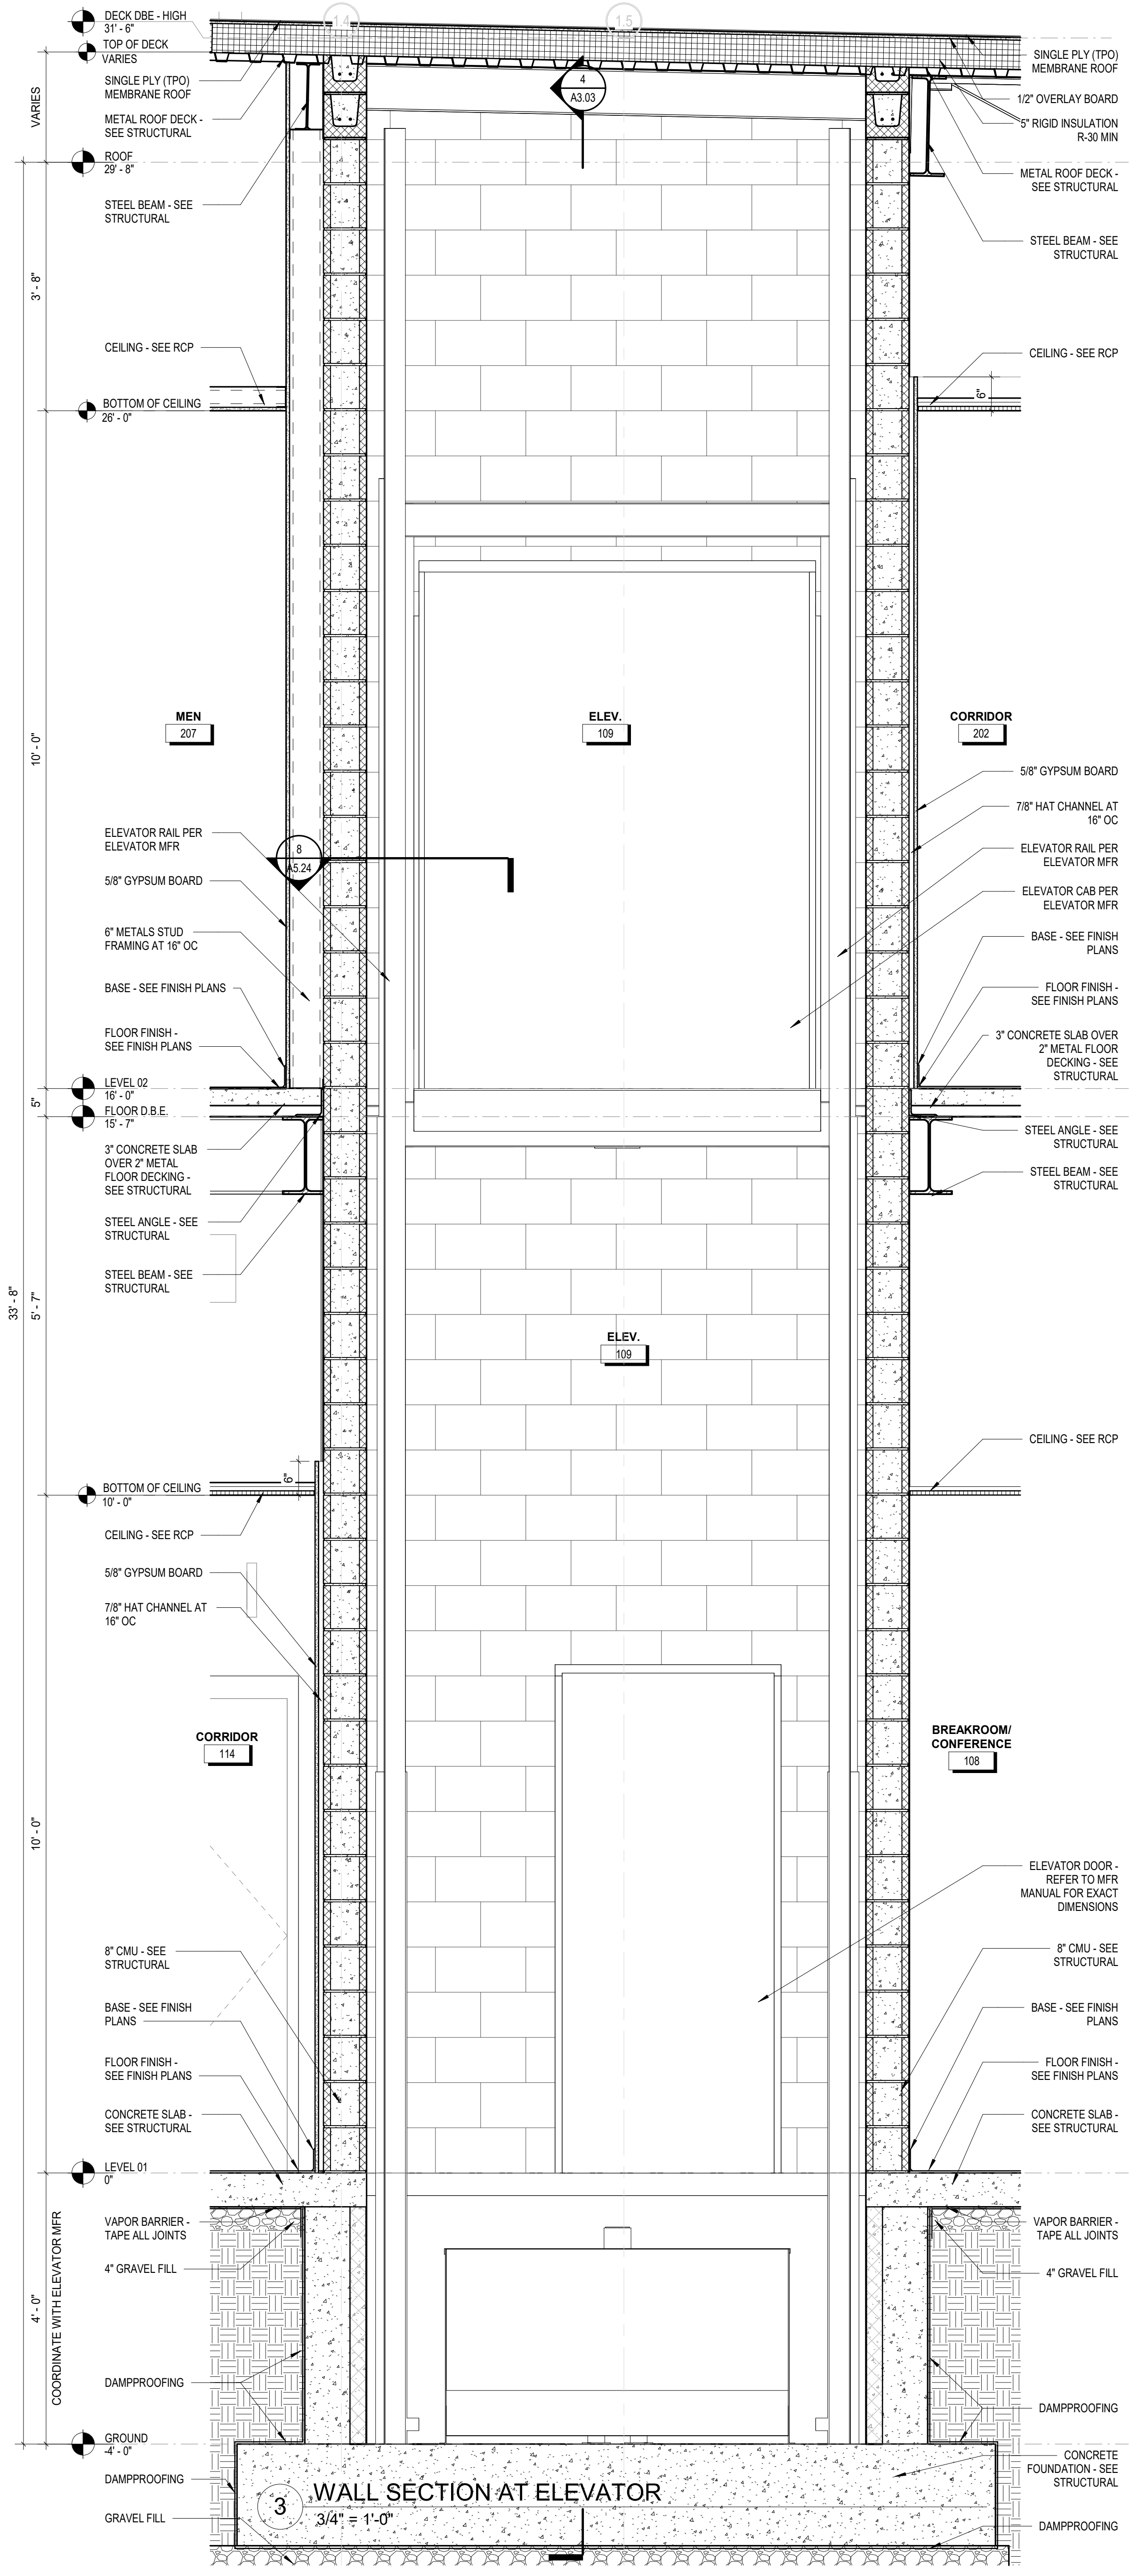 DECK DBE - HIGH
31' - 6"
TOP OF DECK
VARIES
SINGLE PLY (TPO)
MEMBRANE ROOF
METAL ROOF DECK -
SEE STRUCTURAL
ROOF
29' - 8"
STEEL BEAM - SEE
STRUCTURAL
CEILING - SEE RCP
BOTTOM OF CEILING
26' - 0"
MEN
207
ELEVATOR RAIL PER
ELEVATOR MFR
5/8" GYPSUM BOARD
6" METALS STUD
FRAMING AT 16" OC
BASE - SEE FINISH PLANS
FLOOR FINISH -
SEE FINISH PLANS
LEVEL 02
16' - 0"
FLOOR D.B.E.
15' - 7"
3" CONCRETE SLAB
OVER 2" METAL
FLOOR DECKING -
SEE STRUCTURAL
STEEL ANGLE - SEE
STRUCTURAL
STEEL BEAM - SEE
STRUCTURAL
6"
BOTTOM OF CEILING
10' - 0"
CEILING - SEE RCP
5/8" GYPSUM BOARD
7/8" HAT CHANNEL AT
16" OC
CORRIDOR
114
8" CMU - SEE
STRUCTURAL
BASE - SEE FINISH
PLANS
FLOOR FINISH -
SEE FINISH PLANS
CONCRETE SLAB -
SEE STRUCTURAL
LEVEL 01
0"
VAPOR BARRIER -
TAPE ALL JOINTS
4" GRAVEL FILL
DAMPPROOFING
GROUND
-4' - 0"
DAMPPROOFING
GRAVEL FILL
VARIES
3' - 8"
10' - 0"
5"
5' - 7"
33' - 8"
10' - 0"
4' - 0"
COORDINATE WITH ELEVATOR MFR
1.4
1.5
4
A3.03
8
A5.24
ELEV.
109
ELEV.
109
SINGLE PLY (TPO)
MEMBRANE ROOF
1/2" OVERLAY BOARD
5" RIGID INSULATION
R-30 MIN
METAL ROOF DECK -
SEE STRUCTURAL
STEEL BEAM - SEE
STRUCTURAL
CEILING - SEE RCP
6"
CORRIDOR
202
5/8" GYPSUM BOARD
7/8" HAT CHANNEL AT
16" OC
ELEVATOR RAIL PER
ELEVATOR MFR
ELEVATOR CAB PER
ELEVATOR MFR
BASE - SEE FINISH
PLANS
FLOOR FINISH -
SEE FINISH PLANS
3" CONCRETE SLAB OVER
2" METAL FLOOR
DECKING - SEE
STRUCTURAL
STEEL ANGLE - SEE
STRUCTURAL
STEEL BEAM - SEE
STRUCTURAL
CEILING - SEE RCP
BREAKROOM/
CONFERENCE
108
ELEVATOR DOOR -
REFER TO MFR
MANUAL FOR EXACT
DIMENSIONS
8" CMU - SEE
STRUCTURAL
BASE - SEE FINISH
PLANS
FLOOR FINISH -
SEE FINISH PLANS
CONCRETE SLAB -
SEE STRUCTURAL
VAPOR BARRIER -
TAPE ALL JOINTS
4" GRAVEL FILL
DAMPPROOFING
CONCRETE
FOUNDATION - SEE
STRUCTURAL
DAMPPROOFING
3
WALL SECTION AT ELEVATOR
3/4" = 1'-0"